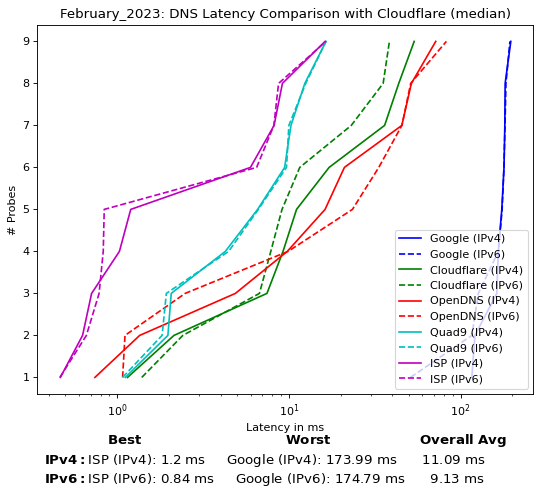 February_2023: DNS Latency Comparison with Cloudflare (median)
9
8
7
6
5
4
3
2
1
# Probes
Google (IPv4)
Google (IPv6)
Cloudflare (IPv4)
Cloudflare (IPv6)
OpenDNS (IPv4)
OpenDNS (IPv6)
Quad9 (IPv4)
Quad9 (IPv6)
ISP (IPv4)
ISP (IPv6)
10⁰ 10¹ 10²
Latency in ms
Best Worst Overall Avg
IPv4: ISP (IPv4): 1.2 ms Google (IPv4): 173.99 ms 11.09 ms
IPv6: ISP (IPv6): 0.84 ms Google (IPv6): 174.79 ms 9.13 ms